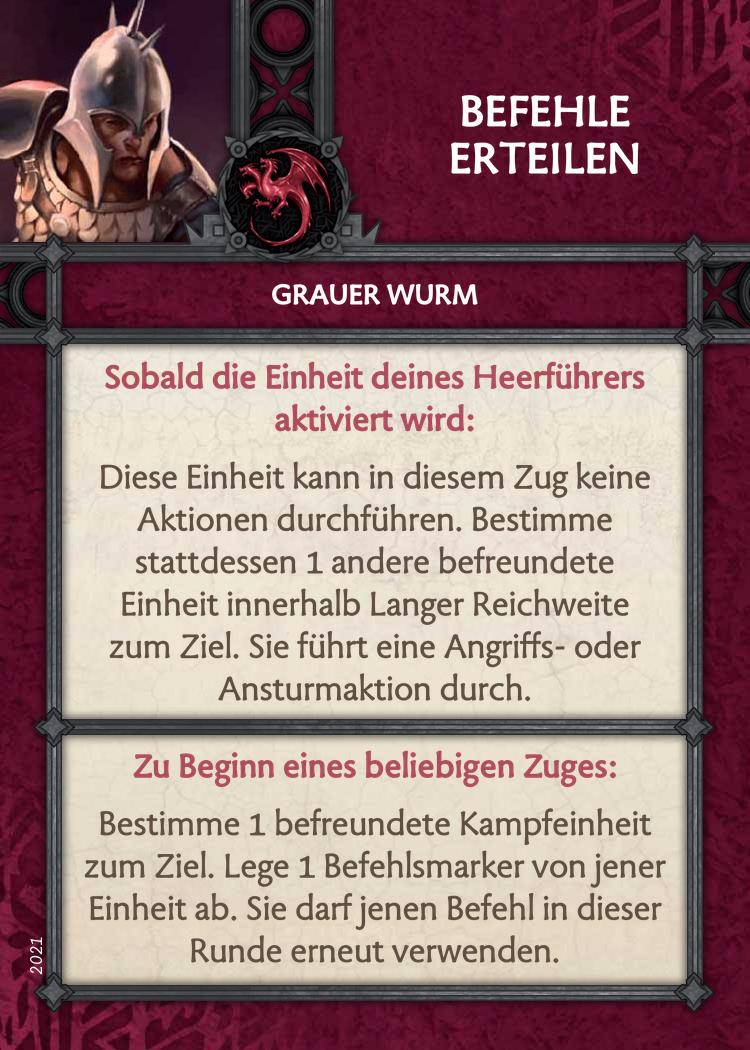 BEFEHLE
ERTEILEN
GRAUER WURM
Sobald die Einheit deines Heerführers
aktiviert wird:
Diese Einheit kann in diesem Zug keine
Aktionen durchführen. Bestimme
stattdessen 1 andere befreundete
Einheit innerhalb Langer Reichweite
zum Ziel. Sie führt eine Angriffs- oder
Ansturmaktion durch.
Zu Beginn eines beliebigen Zuges:
Bestimme 1 befreundete Kampfeinheit
zum Ziel. Lege 1 Befehlsmarker von jener
Einheit ab. Sie darf jenen Befehl in dieser
Runde erneut verwenden.
2021